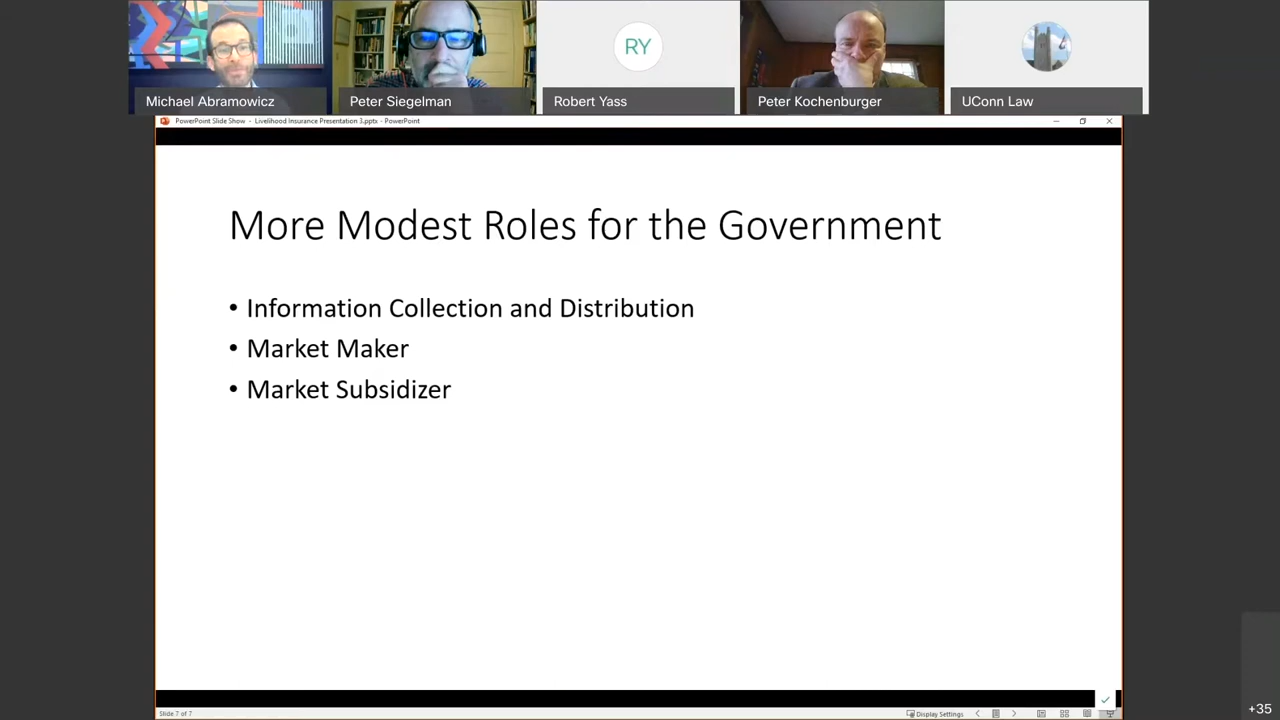 RY
Michael Abramowicz
Peter Siegelman
Robert Yass
Peter Kochenburger
UConn Law
PowerPoint Slide Show - Livelihood Insurance Presentation 3.pptx - PowerPoint
More Modest Roles for the Government
• Information Collection and Distribution
• Market Maker
• Market Subsidizer
+35
Slide 7 of 7
Display Settings